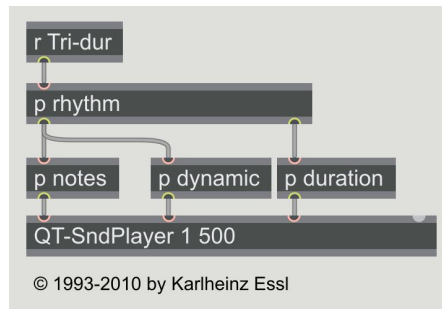 r Tri-dur
p rhythm
p notes p dynamic p duration
QT-SndPlayer 1 500
© 1993-2010 by Karlheinz Essl